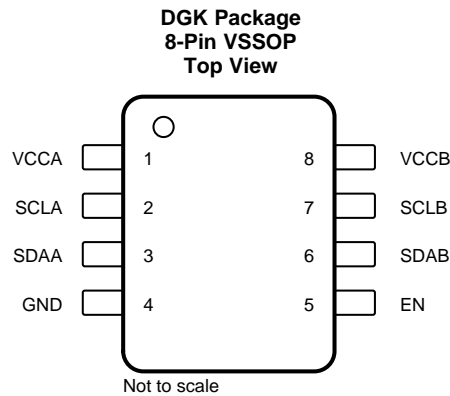 DGK Package
8-Pin VSSOP
Top View
VCCA 1 8 VCCB
SCLA 2 7 SCLB
SDAA 3 6 SDAB
GND 4 5 EN
Not to scale